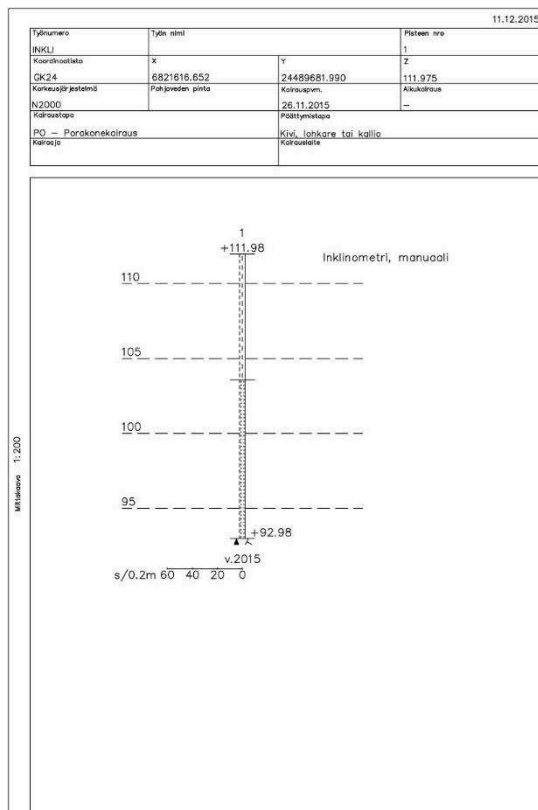 11.12.2015
Työnumero Työn nimi Pisteen nro
INKLI 1
Koordinaatisto X Y Z
GK24 6821616.652 24489681.990 111.975
Korkeusjärjestelmä Pohjaveden pinta Kairauspvm. Alkukairaus
N2000 26.11.2015 –
Kairaustapa Päättymistapa
PO – Porakonekairaus Kivi, lohkare tai kallio
Kairaaja Kairauslaite
1
+111.98
Inklinometri, manuaali
110
105
100
95
+92.98
v.2015
s/0.2m 60 40 20 0
Mittakaava 1:200